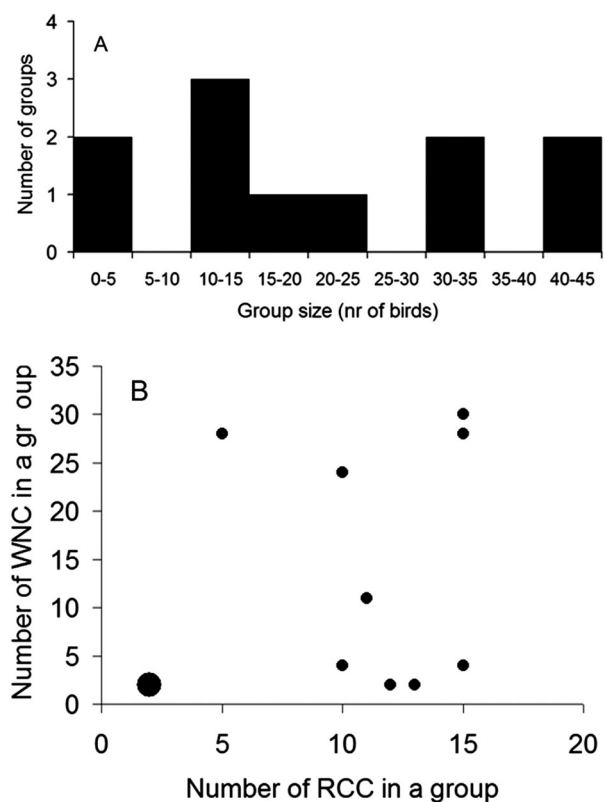 A
4
3
2
1
0
Number of groups
0-5 5-10 10-15 15-20 20-25 25-30 30-35 35-40 40-45
Group size (nr of birds)
B
35
30
25
20
15
10
5
0
Number of WNC in a gr oup
0 5 10 15 20
Number of RCC in a group